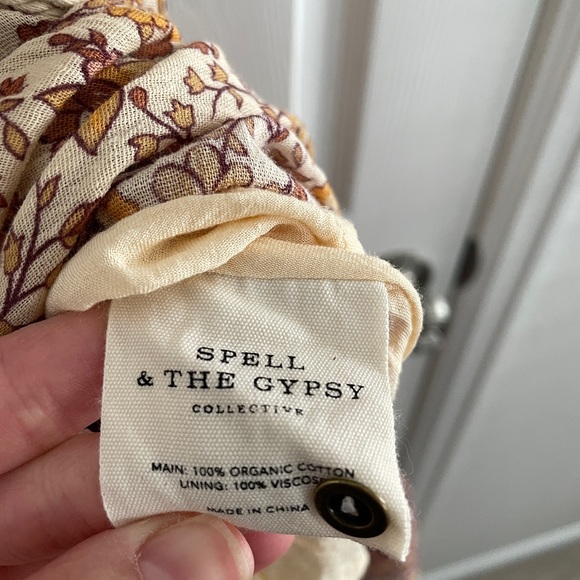 SPELL
& THE GYPSY
COLLECTIVE
MAIN: 100% ORGANIC COTTON
LINING: 100% VISCOSE
MADE IN CHINA